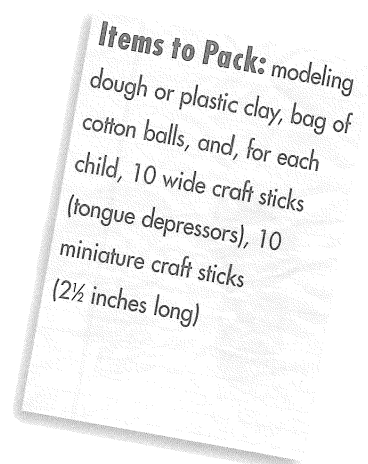 Items to Pack: modeling
dough or plastic clay, bag of
cotton balls, and, for each
child, 10 wide craft sticks
(tongue depressors), 10
miniature craft sticks
(2½ inches long)